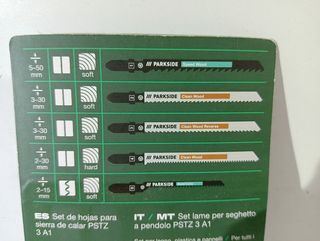 5–50 mm soft PARKSIDE Speed Wood
3–30 mm soft PARKSIDE Clean Wood
3–30 mm soft PARKSIDE Clean Wood Reverse
2–30 mm hard PARKSIDE Clean Wood
2–15 mm soft
ES Set de hojas para
sierra de calar PSTZ
3 A1
IT / MT Set lame per seghetto
a pendolo PSTZ 3 A1